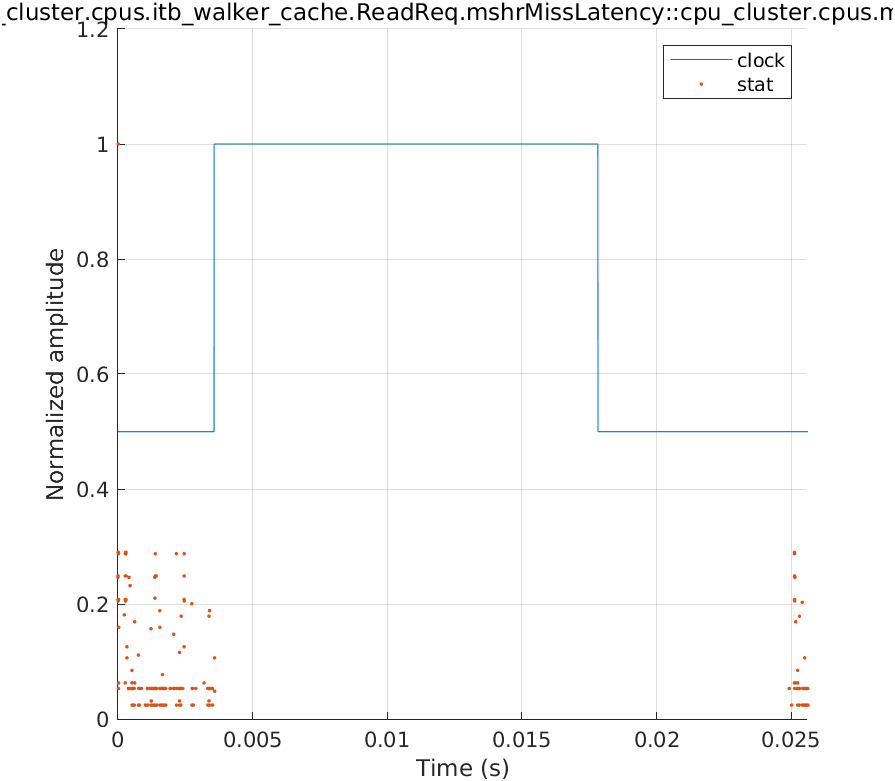 _cluster.cpus.itb_walker_cache.ReadReq.mshrMissLatency::cpu_cluster.cpus.m
1.2
clock
stat
1
0.8
0.6
0.4
0.2
0
Normalized amplitude
0 0.005 0.01 0.015 0.02 0.025
Time (s)